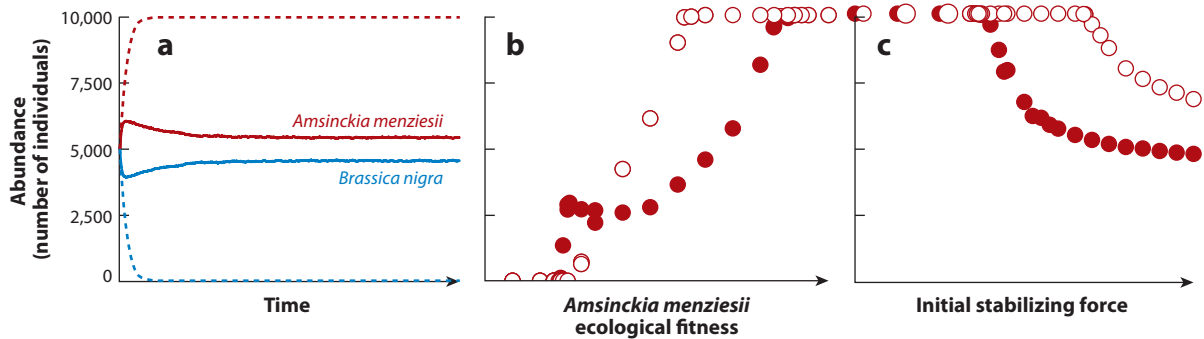 Abundance
(number of individuals)
10,000
7,500
5,000
2,500
0
a
Amsinckia menziesii
Brassica nigra
Time
b
Amsinckia menziesii
ecological fitness
c
Initial stabilizing force